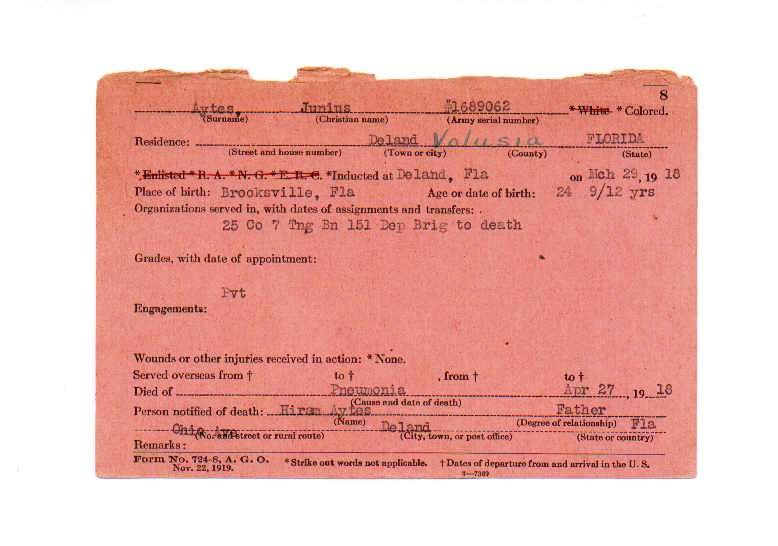 8
Aytes, Junius #1689062 * White * Colored.
(Surname) (Christian name) (Army serial number)
Residence: Deland Volusia FLORIDA
(Street and house number) (Town or city) (County) (State)
*Enlisted * R. A. * N. G. * E. R. C. *Inducted at Deland, Fla on Mch 29, 19 18
Place of birth: Brooksville, Fla Age or date of birth: 24 9/12 yrs
Organizations served in, with dates of assignments and transfers:
25 Co 7 Tng Bn 151 Dep Brig to death
Grades, with date of appointment:
Pvt
Engagements:
Wounds or other injuries received in action: * None.
Served overseas from † to † , from † to †
Died of Pneumonia Apr 27 , 19 18
(Cause and date of death)
Person notified of death: Hiram Aytes Father
(Name) (Degree of relationship)
Ohio Ave Deland Fla
(No. and street or rural route) (City, town, or post office) (State or country)
Remarks:
Form No. 724-8, A. G. O. *Strike out words not applicable. † Dates of departure from and arrival in the U. S.
Nov. 22, 1919. 3—7369